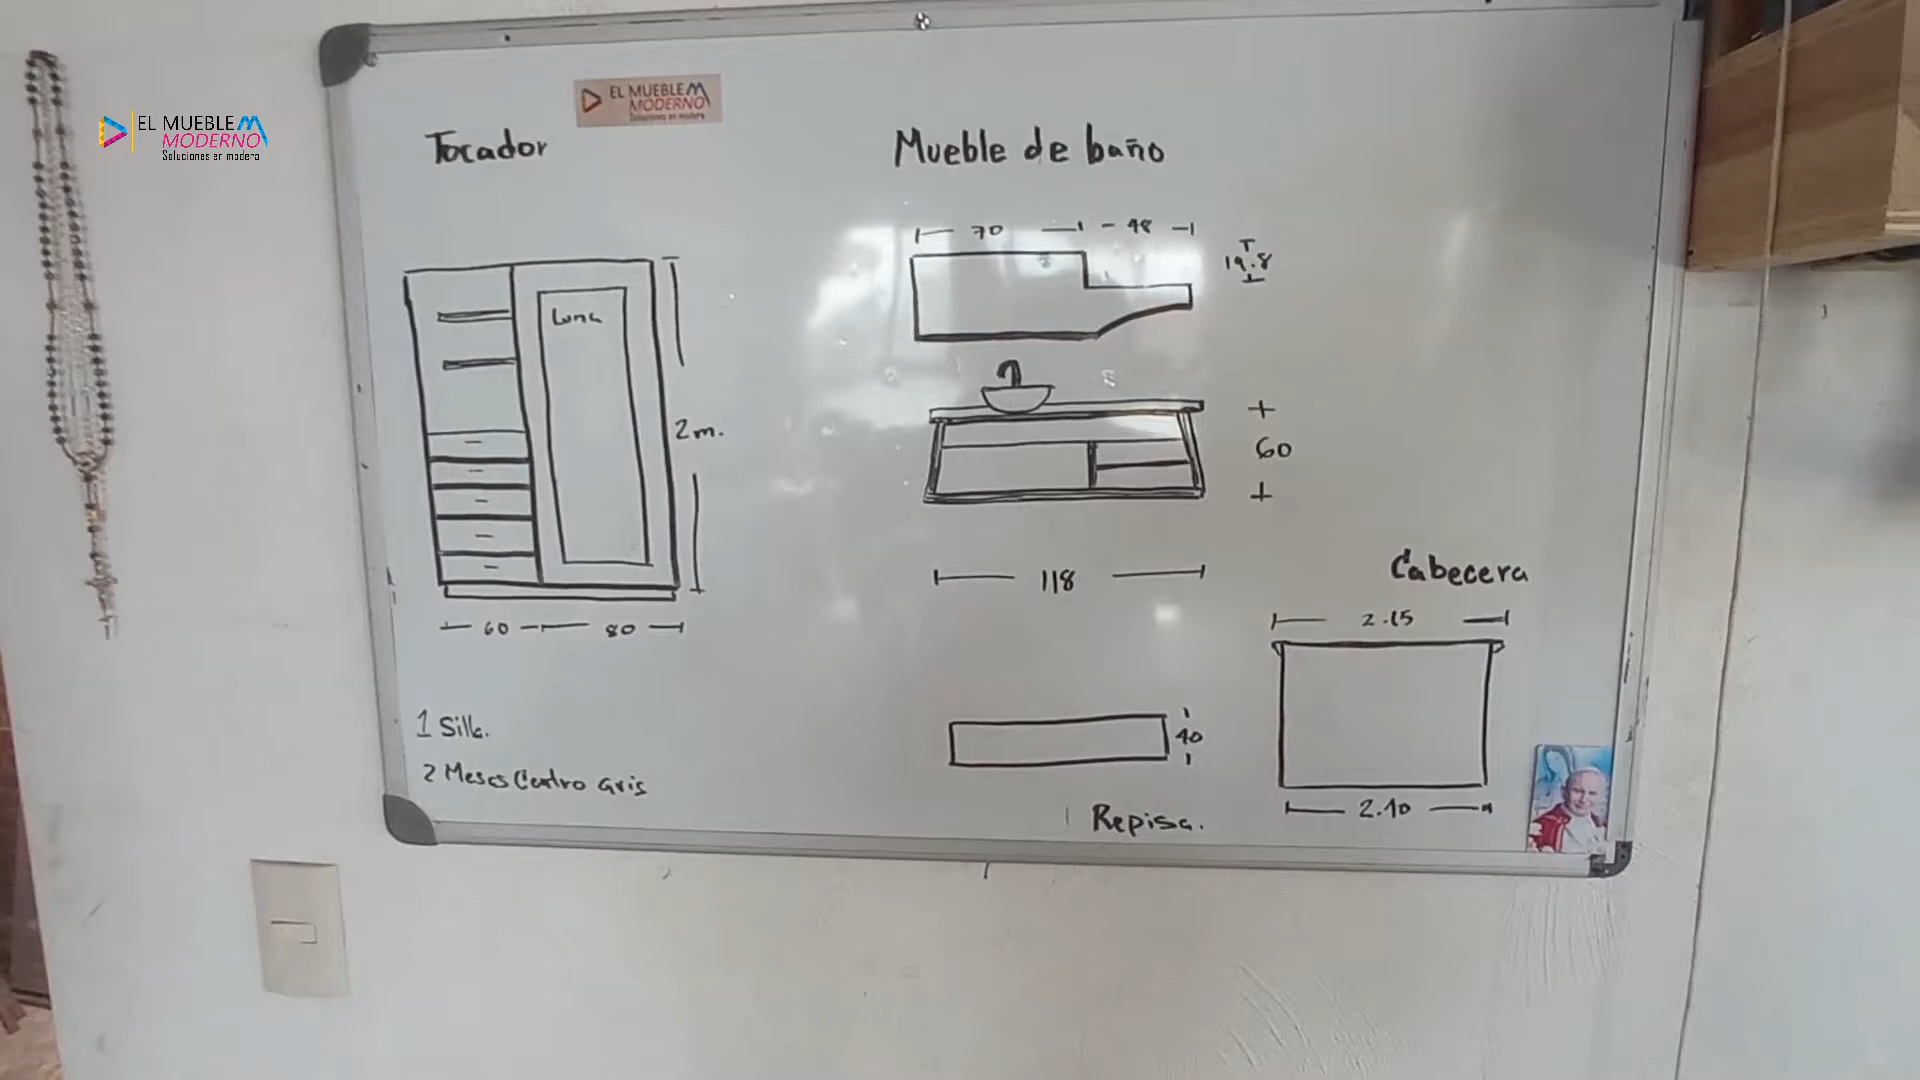 EL MUEBLE
MODERNO
Soluciones en madera
EL MUEBLE
MODERNO
Soluciones en madera
Tocador
Luna
2m.
60
80
1 Silla.
2 Mesas Centro Gris
Mueble de baño
70
48
19.8
60
118
40
Repisa.
Cabecera
2.15
2.10